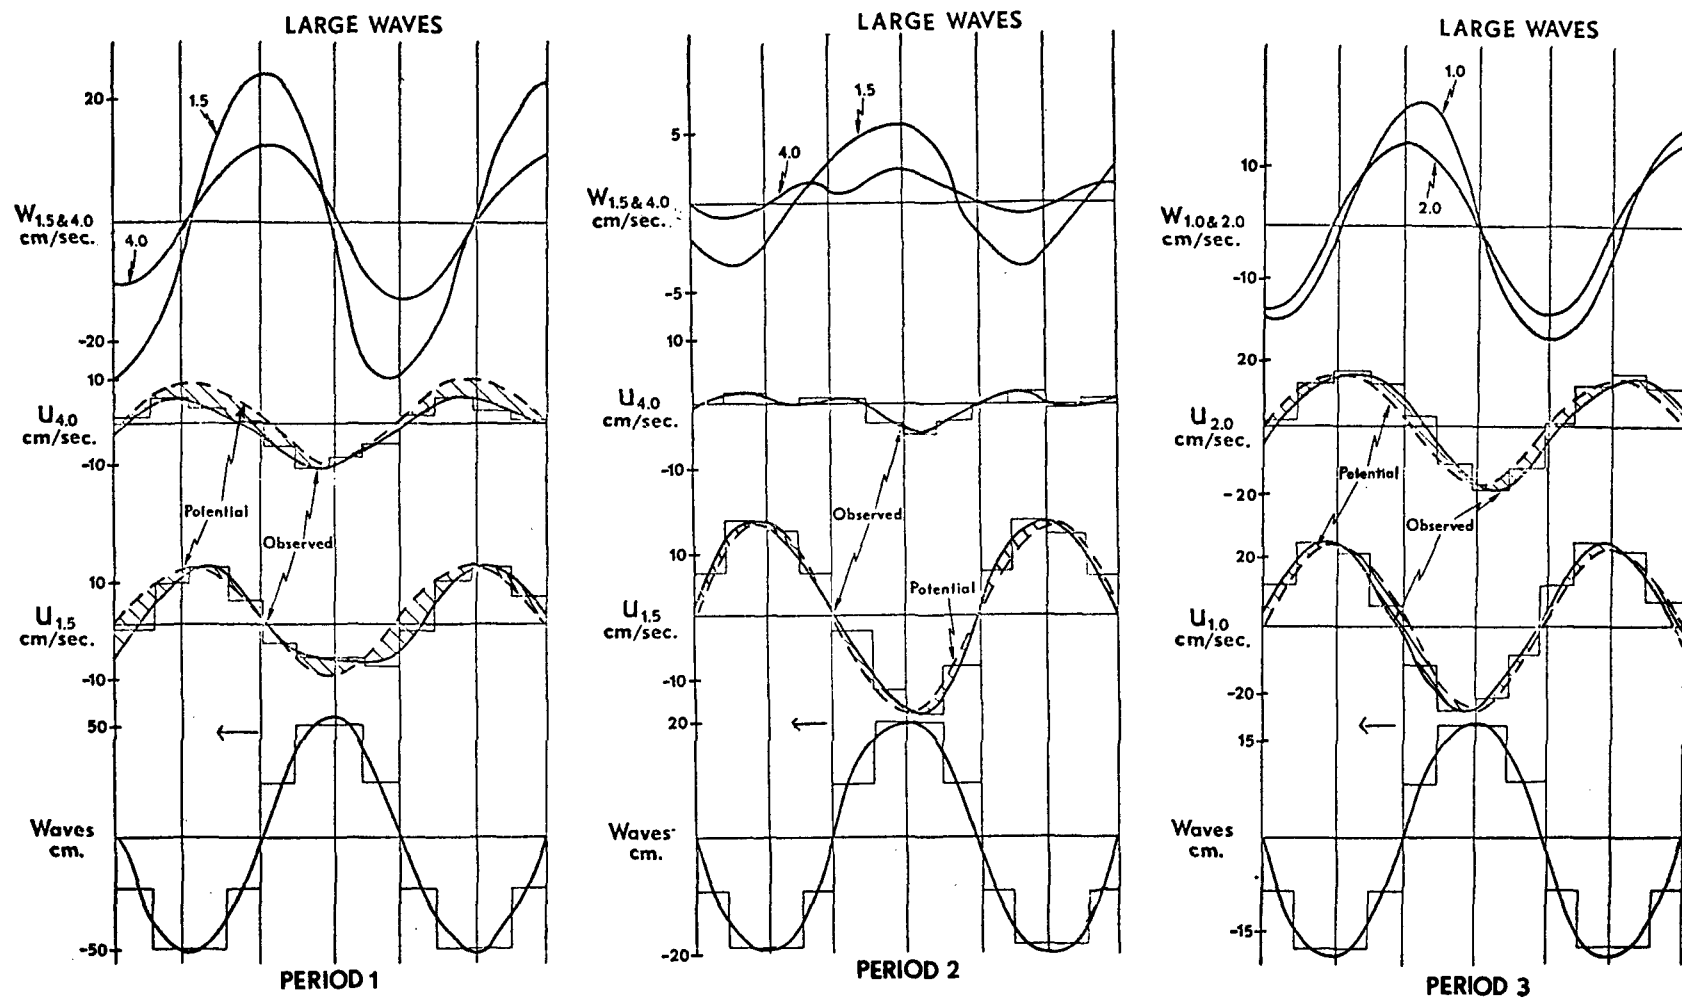 LARGE WAVES
1.5
20
W1.5&4.0
cm/sec.
4.0
-20
10
U4.0
cm/sec.
-10
Potential
Observed
10
U1.5
cm/sec.
-10
50
Waves
cm.
-50
PERIOD 1
LARGE WAVES
1.5
5
4.0
W1.5&4.0
cm/sec.
-5
10
U4.0
cm/sec.
-10
Observed
10
Potential
U1.5
cm/sec.
-10
20
Waves
cm.
-20
PERIOD 2
LARGE WAVES
1.0
10
2.0
W1.0&2.0
cm/sec.
-10
20
U2.0
cm/sec.
Potential
-20
Observed
20
U1.0
cm/sec.
-20
15
Waves
cm.
-15
PERIOD 3